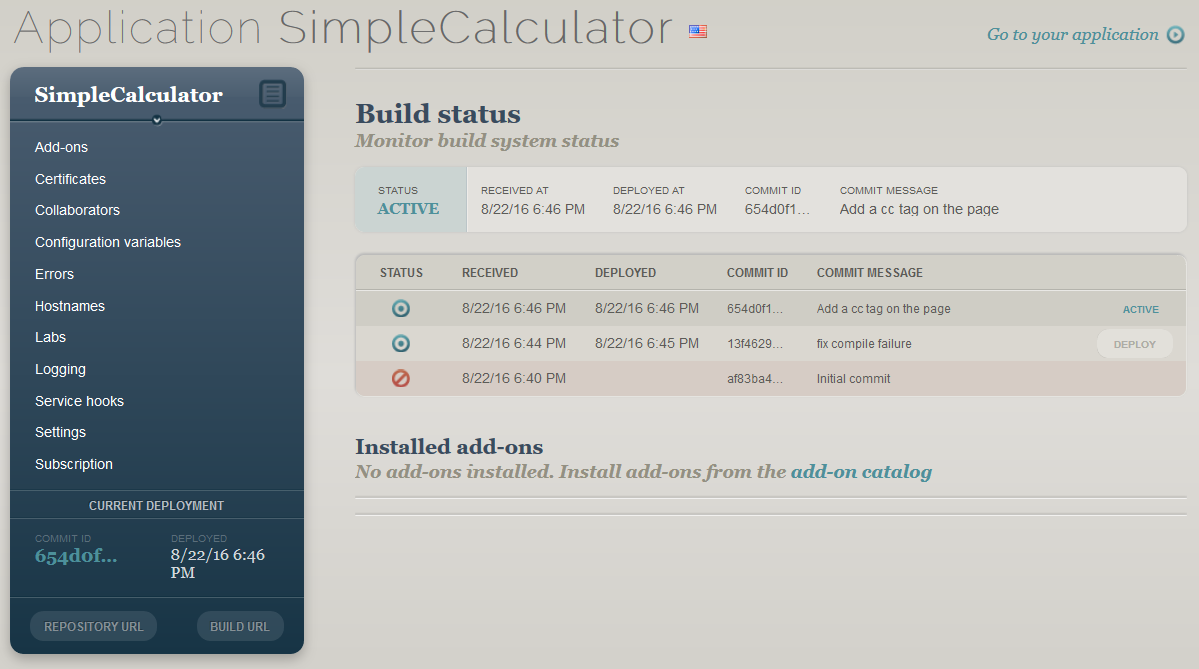 Application SimpleCalculator
Go to your application
SimpleCalculator
Add-ons
Certificates
Collaborators
Configuration variables
Errors
Hostnames
Labs
Logging
Service hooks
Settings
Subscription
CURRENT DEPLOYMENT
COMMIT ID DEPLOYED
654d0f... 8/22/16 6:46
PM
REPOSITORY URL BUILD URL
Build status
Monitor build system status
STATUS RECEIVED AT DEPLOYED AT COMMIT ID COMMIT MESSAGE
ACTIVE 8/22/16 6:46 PM 8/22/16 6:46 PM 654d0f1... Add a cc tag on the page
STATUS RECEIVED DEPLOYED COMMIT ID COMMIT MESSAGE
8/22/16 6:46 PM 8/22/16 6:46 PM 654d0f1... Add a cc tag on the page ACTIVE
8/22/16 6:44 PM 8/22/16 6:45 PM 13f4629... fix compile failure DEPLOY
8/22/16 6:40 PM af83ba4... Initial commit
Installed add-ons
No add-ons installed. Install add-ons from the add-on catalog